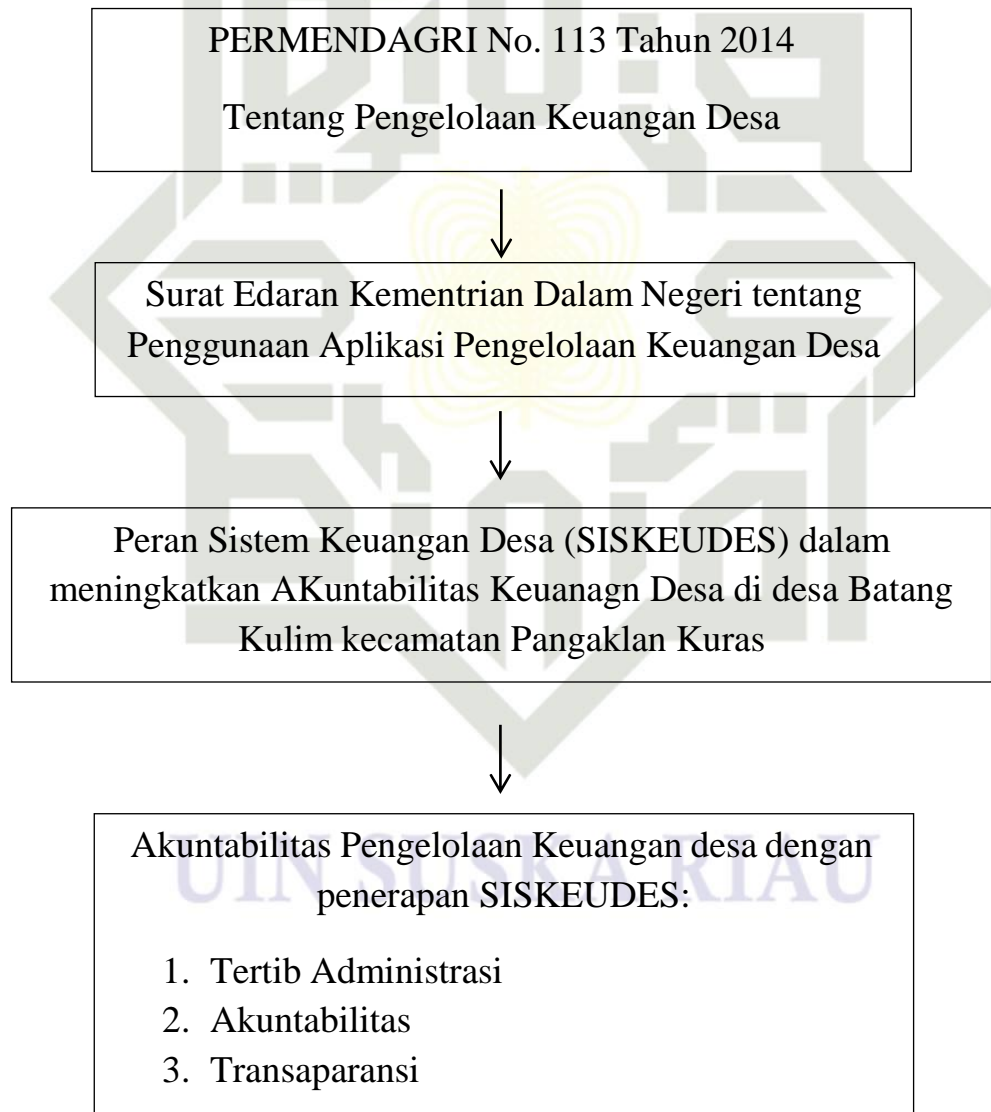 PERMENDAGRI No. 113 Tahun 2014
Tentang Pengelolaan Keuangan Desa
Surat Edaran Kementrian Dalam Negeri tentang
Penggunaan Aplikasi Pengelolaan Keuangan Desa
Peran Sistem Keuangan Desa (SISKEUDES) dalam
meningkatkan AKuntabilitas Keuanagn Desa di desa Batang
Kulim kecamatan Pangaklan Kuras
Akuntabilitas Pengelolaan Keuangan desa dengan
UIN SUSKA RIAU
penerapan SISKEUDES:
1. Tertib Administrasi
2. Akuntabilitas
3. Transaparansi